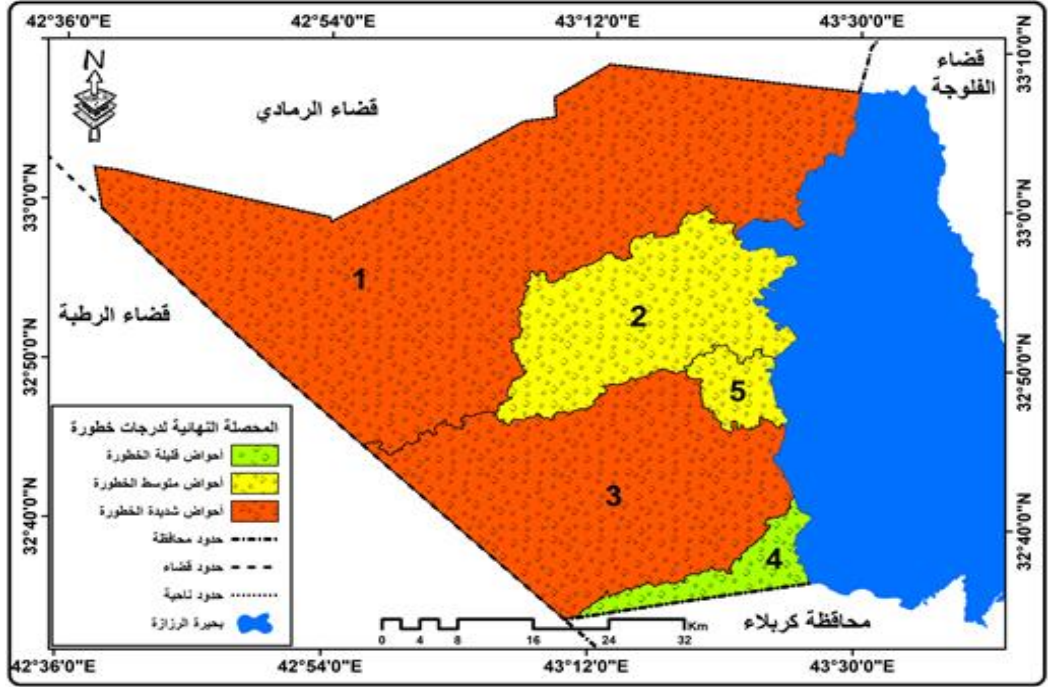 42°36'0"E
42°54'0"E
43°12'0"E
43°30'0"E
33°10'0"N
N
قضاء
الفلوجة
قضاء الرمادي
33°0'0"N
33°0'0"N
1
قضاء الرطبة
2
32°50'0"N
32°50'0"N
5
المحصلة النهائية لدرجات خطورة
أحواض قليلة الخطورة
أحواض متوسط الخطورة
أحواض شديدة الخطورة
حدود محافظة
حدود قضاء
حدود ناحية
بحيرة الرزازة
3
32°40'0"N
32°40'0"N
4
محافظة كربلاء
Km
0 4 8 16 24 32
42°36'0"E
42°54'0"E
43°12'0"E
43°30'0"E